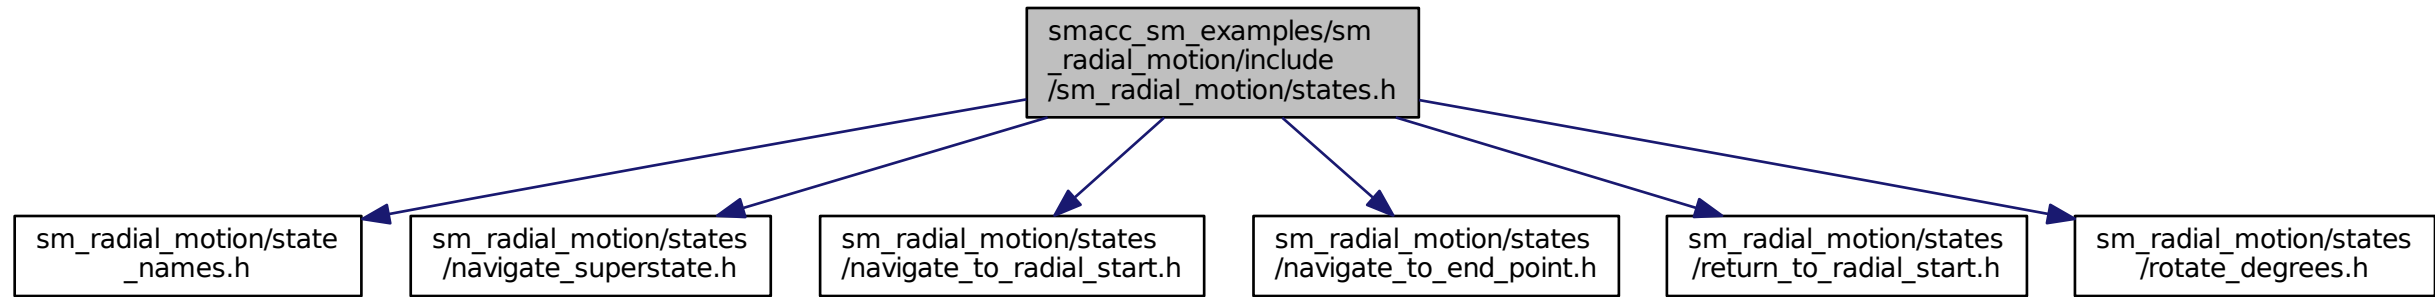 smacc_sm_examples/sm
_radial_motion/include
/sm_radial_motion/states.h
sm_radial_motion/state
_names.h
sm_radial_motion/states
/navigate_superstate.h
sm_radial_motion/states
/navigate_to_radial_start.h
sm_radial_motion/states
/navigate_to_end_point.h
sm_radial_motion/states
/return_to_radial_start.h
sm_radial_motion/states
/rotate_degrees.h